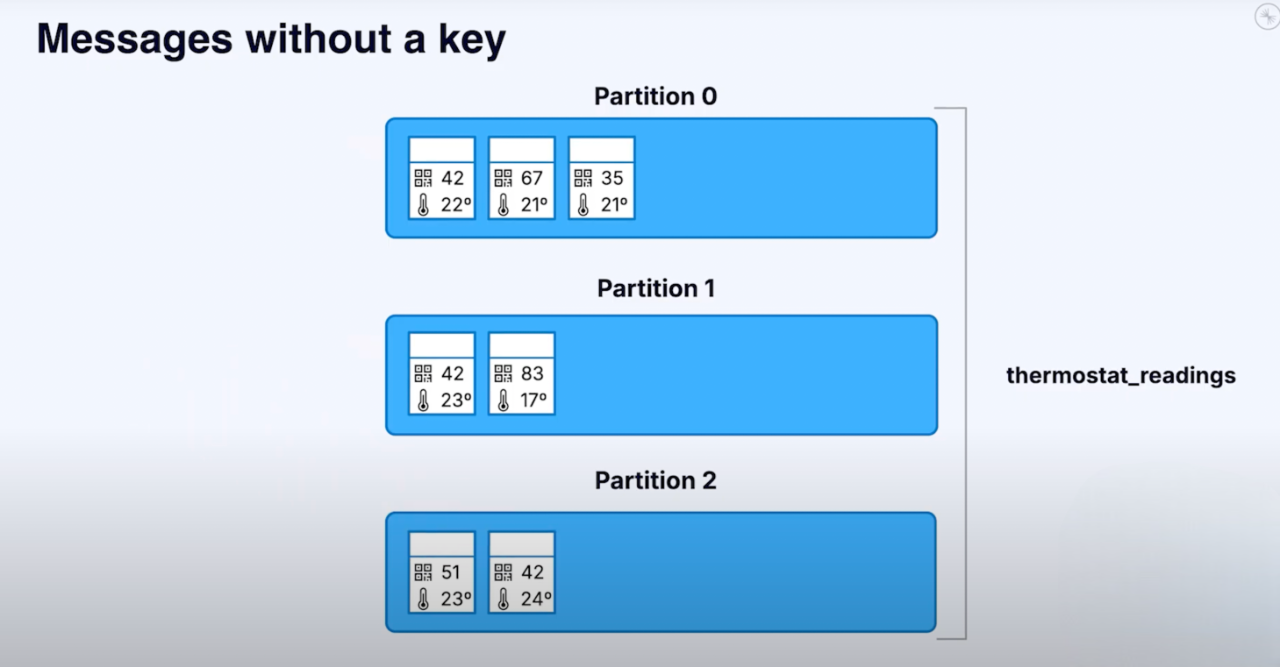 Messages without a key
Partition 0
42 67 35
22º 21º 21º
Partition 1
42 83
23º 17º
thermostat_readings
Partition 2
51 42
23º 24º